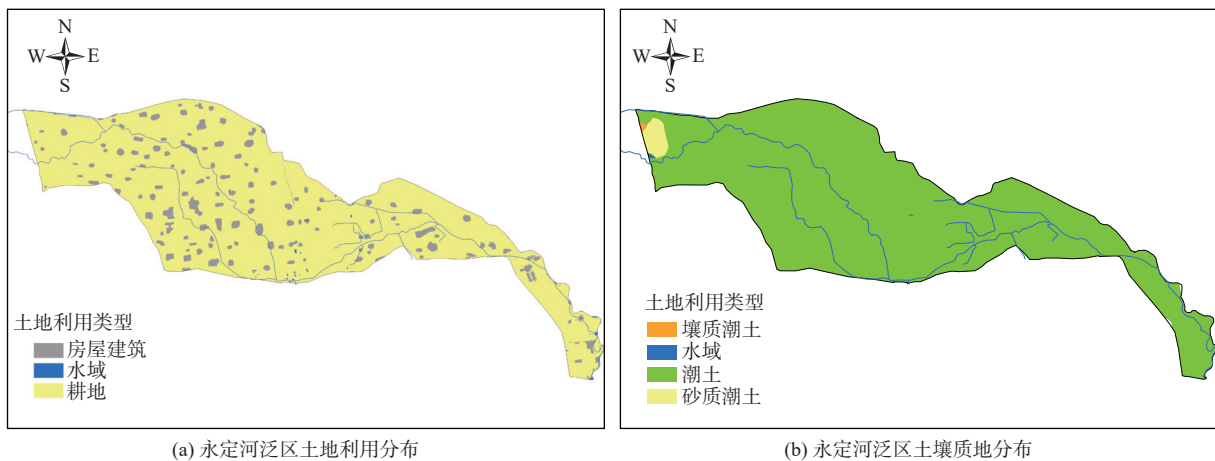 N
W E
S
土地利用类型
房屋建筑
水域
耕地
(a) 永定河泛区土地利用分布
N
W E
S
土地利用类型
壤质潮土
水域
潮土
砂质潮土
(b) 永定河泛区土壤质地分布